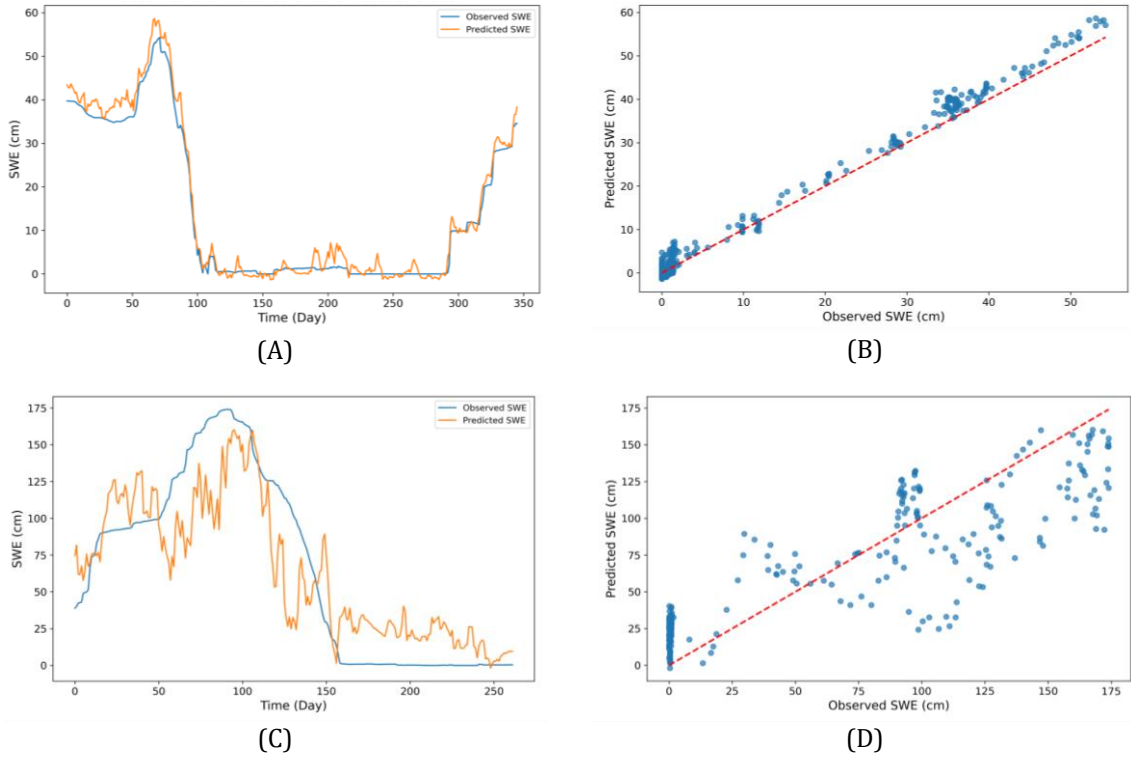 60
50
40
30
20
10
0
SWE (cm)
Observed SWE
Predicted SWE
0 50 100 150 200 250 300 350
Time (Day)
(A)
60
50
40
30
20
10
0
Predicted SWE (cm)
0 10 20 30 40 50
Observed SWE (cm)
(B)
175
150
125
100
75
50
25
0
SWE (cm)
Observed SWE
Predicted SWE
0 50 100 150 200 250
Time (Day)
(C)
175
150
125
100
75
50
25
0
Predicted SWE (cm)
0 25 50 75 100 125 150 175
Observed SWE (cm)
(D)